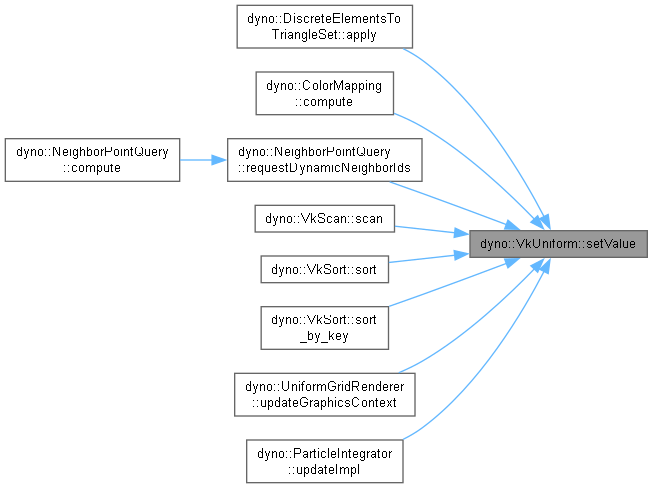 dyno::DiscreteElementsTo
TriangleSet::apply
dyno::ColorMapping
::compute
dyno::NeighborPointQuery
::compute
dyno::NeighborPointQuery
::requestDynamicNeighborIds
dyno::VkScan::scan
dyno::VkUniform::setValue
dyno::VkSort::sort
dyno::VkSort::sort
_by_key
dyno::UniformGridRenderer
::updateGraphicsContext
dyno::ParticleIntegrator
::updateImpl